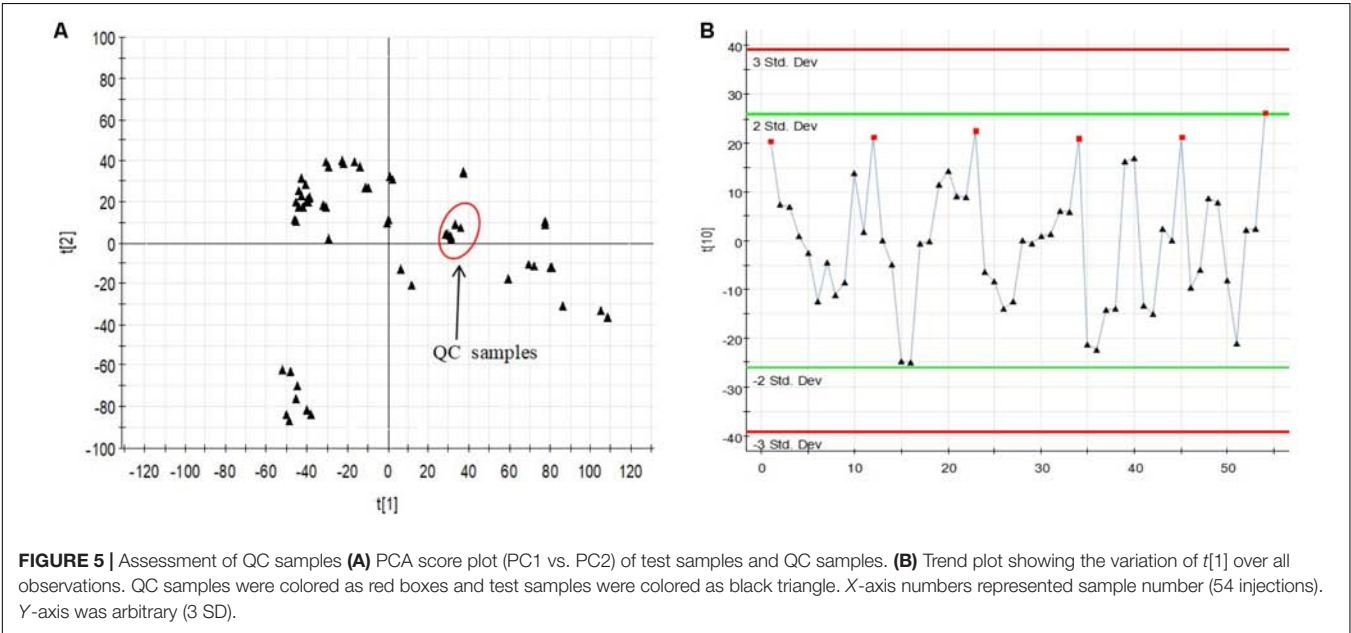 A
100
80
60
40
20
0
-20
-40
-60
-80
-100
t[2]
-120 -100 -80 -60 -40 -20 0 20 40 60 80 100 120
t[1]
QC samples
B
40
30
20
10
0
-10
-20
-30
-40
t[10]
3 Std. Dev
2 Std. Dev
-2 Std. Dev
-3 Std. Dev
0 10 20 30 40 50
FIGURE 5 | Assessment of QC samples (A) PCA score plot (PC1 vs. PC2) of test samples and QC samples. (B) Trend plot showing the variation of t[1] over all
observations. QC samples were colored as red boxes and test samples were colored as black triangle. X-axis numbers represented sample number (54 injections).
Y-axis was arbitrary (3 SD).